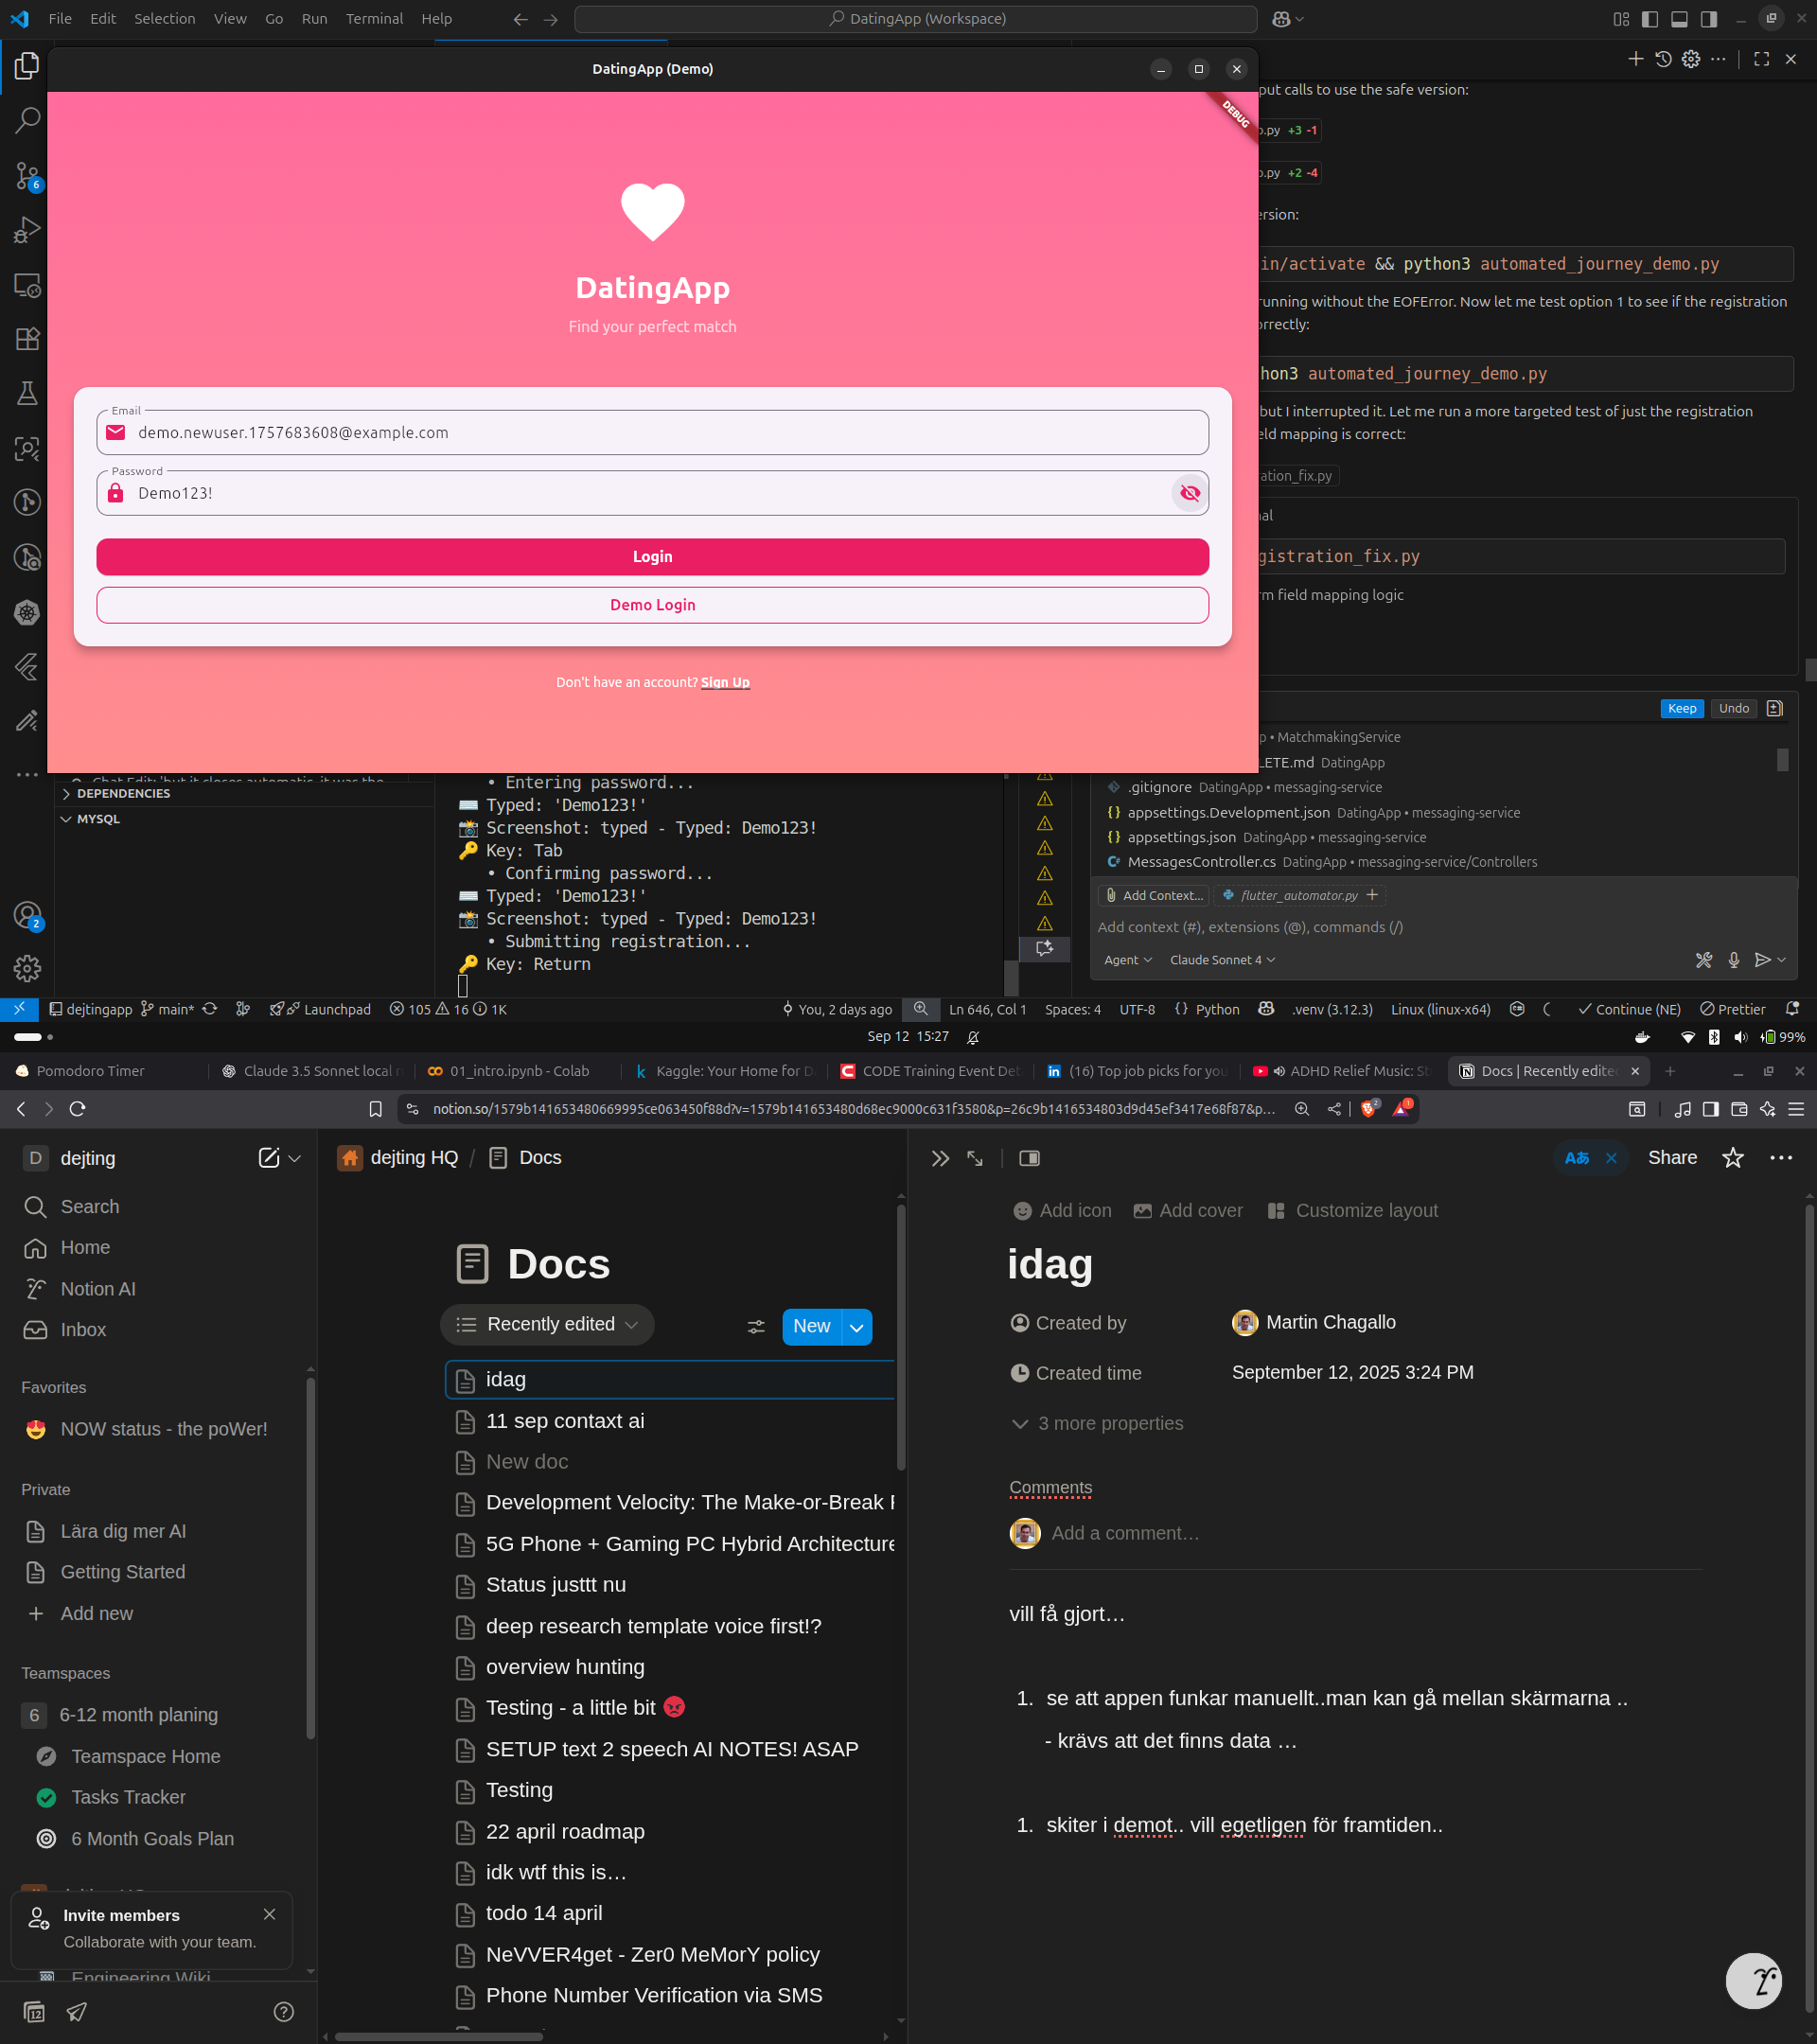 File Edit Selection View Go Run Terminal Help
DatingApp (Workspace)
DatingApp (Demo)
DEBUG
DatingApp
Find your perfect match
Email
demo.newuser.1757683608@example.com
Password
Demo123!
Login
Demo Login
Don't have an account? Sign Up
put calls to use the safe version:
.py +3 -1
.py +2 -4
ersion:
in/activate && python3 automated_journey_demo.py
running without the EOFError. Now let me test option 1 to see if the registration
orrectly:
hon3 automated_journey_demo.py
but I interrupted it. Let me run a more targeted test of just the registration
eld mapping is correct:
ration_fix.py
nal
gistration_fix.py
rm field mapping logic
Keep Undo
p • MatchmakingService
LETE.md DatingApp
.gitignore DatingApp • messaging-service
{} appsettings.Development.json DatingApp • messaging-service
{} appsettings.json DatingApp • messaging-service
MessagesController.cs DatingApp • messaging-service/Controllers
Add Context... flutter_automator.py +
Add context (#), extensions (@), commands (/)
Agent Claude Sonnet 4
6
2
Chat Edit: 'but it closes automatic, it was the
DEPENDENCIES
MYSQL
• Entering password...
Typed: 'Demo123!'
Screenshot: typed - Typed: Demo123!
Key: Tab
• Confirming password...
Typed: 'Demo123!'
Screenshot: typed - Typed: Demo123!
• Submitting registration...
Key: Return
dejtingapp main* Launchpad 105 16 1K You, 2 days ago Ln 646, Col 1 Spaces: 4 UTF-8 {} Python .venv (3.12.3) Linux (linux-x64) Continue (NE) Prettier
Sep 12 15:27
99%
Pomodoro Timer
Claude 3.5 Sonnet local
01_intro.ipynb - Colab
Kaggle: Your Home for
CODE Training Event De
(16) Top job picks for you
ADHD Relief Music: St
Docs | Recently edite
notion.so/1579b141653480669995ce063450f88d?v=1579b141653480d68ec9000c631f3580&p=26c9b1416534803d9d45ef3417e68f87&p...
2
1
D dejting
Search
Home
Notion AI
Inbox
Favorites
NOW status - the poWer!
Private
Lära dig mer AI
Getting Started
Add new
Teamspaces
6 6-12 month planing
Teamspace Home
Tasks Tracker
6 Month Goals Plan
Invite members
Collaborate with your team.
Engineering Wiki
12
dejting HQ / Docs
Docs
Recently edited
New
idag
11 sep contaxt ai
New doc
Development Velocity: The Make-or-Break
5G Phone + Gaming PC Hybrid Architecture
Status justtt nu
deep research template voice first!?
overview hunting
Testing - a little bit 😡
SETUP text 2 speech AI NOTES! ASAP
Testing
22 april roadmap
idk wtf this is…
todo 14 april
NeVVER4get - Zer0 MeMorY policy
Phone Number Verification via SMS
Aあ Share
Add icon Add cover Customize layout
idag
Created by Martin Chagallo
Created time September 12, 2025 3:24 PM
3 more properties
Comments
Add a comment…
vill få gjort…
1. se att appen funkar manuellt..man kan gå mellan skärmarna ..
- krävs att det finns data …
1. skiter i demot.. vill egetligen för framtiden..